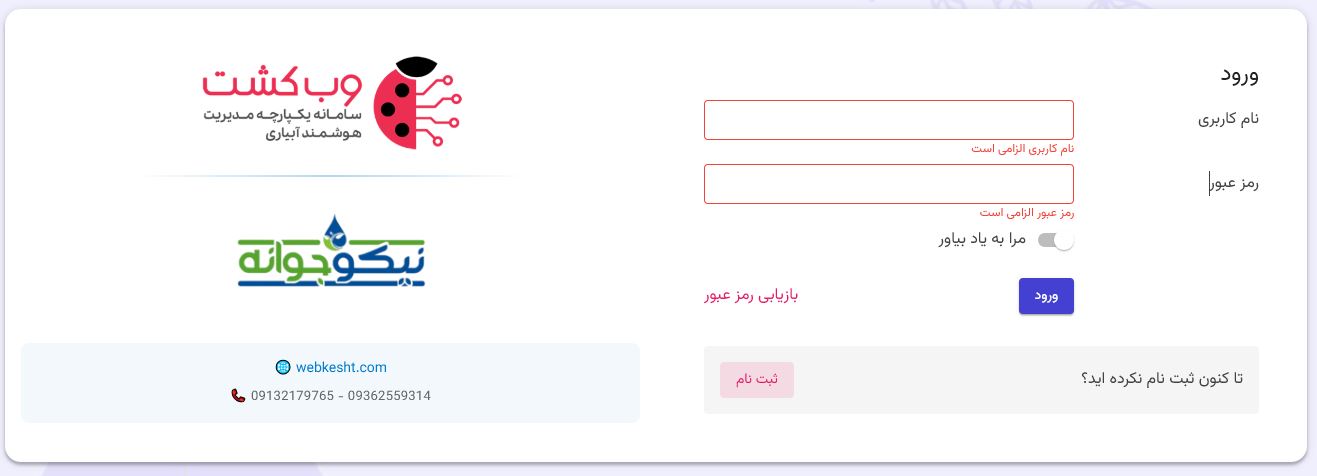 ورود
نام کاربری
نام کاربری الزامی است
رمز عبور
رمز عبور الزامی است
مرا به یاد بیاور
ورود
بازیابی رمز عبور
تا کنون ثبت نام نکرده اید؟
ثبت نام
وب کشت
سامانه یکپارچه مدیریت
هوشمند آبیاری
نیکو جوانه
webkesht.com
09132179765 - 09362559314